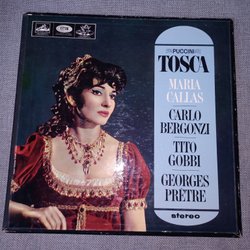 PUCCINI
TOSCA
MARIA
CALLAS
CARLO
BERGONZI
TITO
GOBBI
GEORGES
PRETRE
stereo